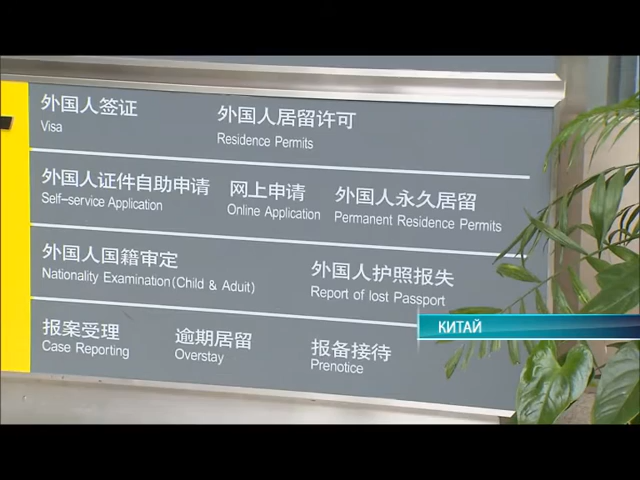 外国人签证 外国人居留许可
Visa Residence Permits
外国人证件自助申请 网上申请 外国人永久居留
Self-service Application Online Application Permanent Residence Permits
外国人国籍审定 外国人护照报失
Nationality Examination(Child & Aduit) Report of lost Passport
КИТАЙ
报案受理 逾期居留 报备接待
Case Reporting Overstay Prenotice